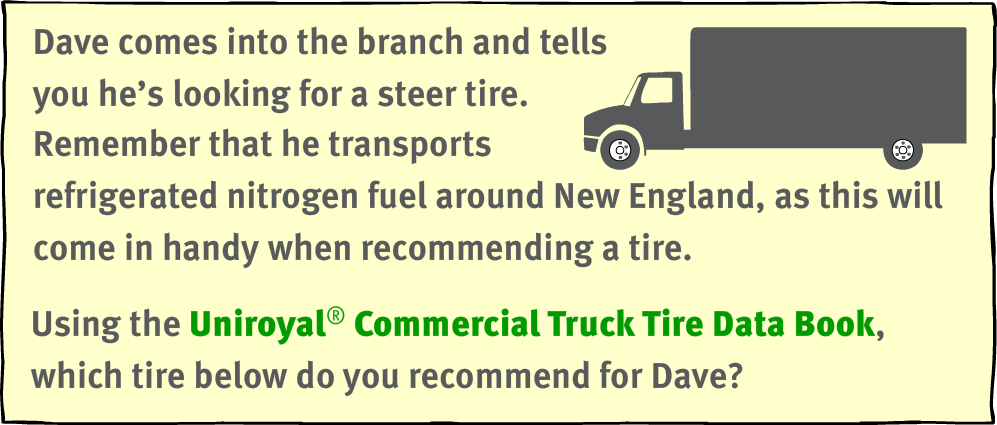 Dave comes into the branch and tells
you he’s looking for a steer tire.
Remember that he transports
refrigerated nitrogen fuel around New England, as this will
come in handy when recommending a tire.
Using the Uniroyal® Commercial Truck Tire Data Book,
which tire below do you recommend for Dave?